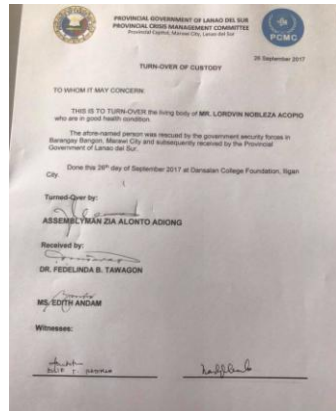 PROVINCIAL GOVERNMENT OF LANAO DEL SUR
PROVINCIAL CRISIS MANAGEMENT COMMITTEE
Provincial Capitol, Marawi City, Lanao del Sur
PCMC
26 September 2017
TURN-OVER OF CUSTODY
TO WHOM IT MAY CONCERN:
THIS IS TO TURN-OVER the living body of MR. LORDVIN NOBLEZA ACOPIO
who are in good health condition.
The afore-named person was rescued by the government security forces in
Barangay Bangon, Marawi City and subsequently received by the Provincial
Government of Lanao del Sur.
Done this 26th day of September 2017 at Dansalan College Foundation, Iligan
City.
Turned-Over by:
ASSEMBLYMAN ZIA ALONTO ADIONG
Received by:
DR. FEDELINDA B. TAWAGON
MS. EDITH ANDAM
Witnesses: